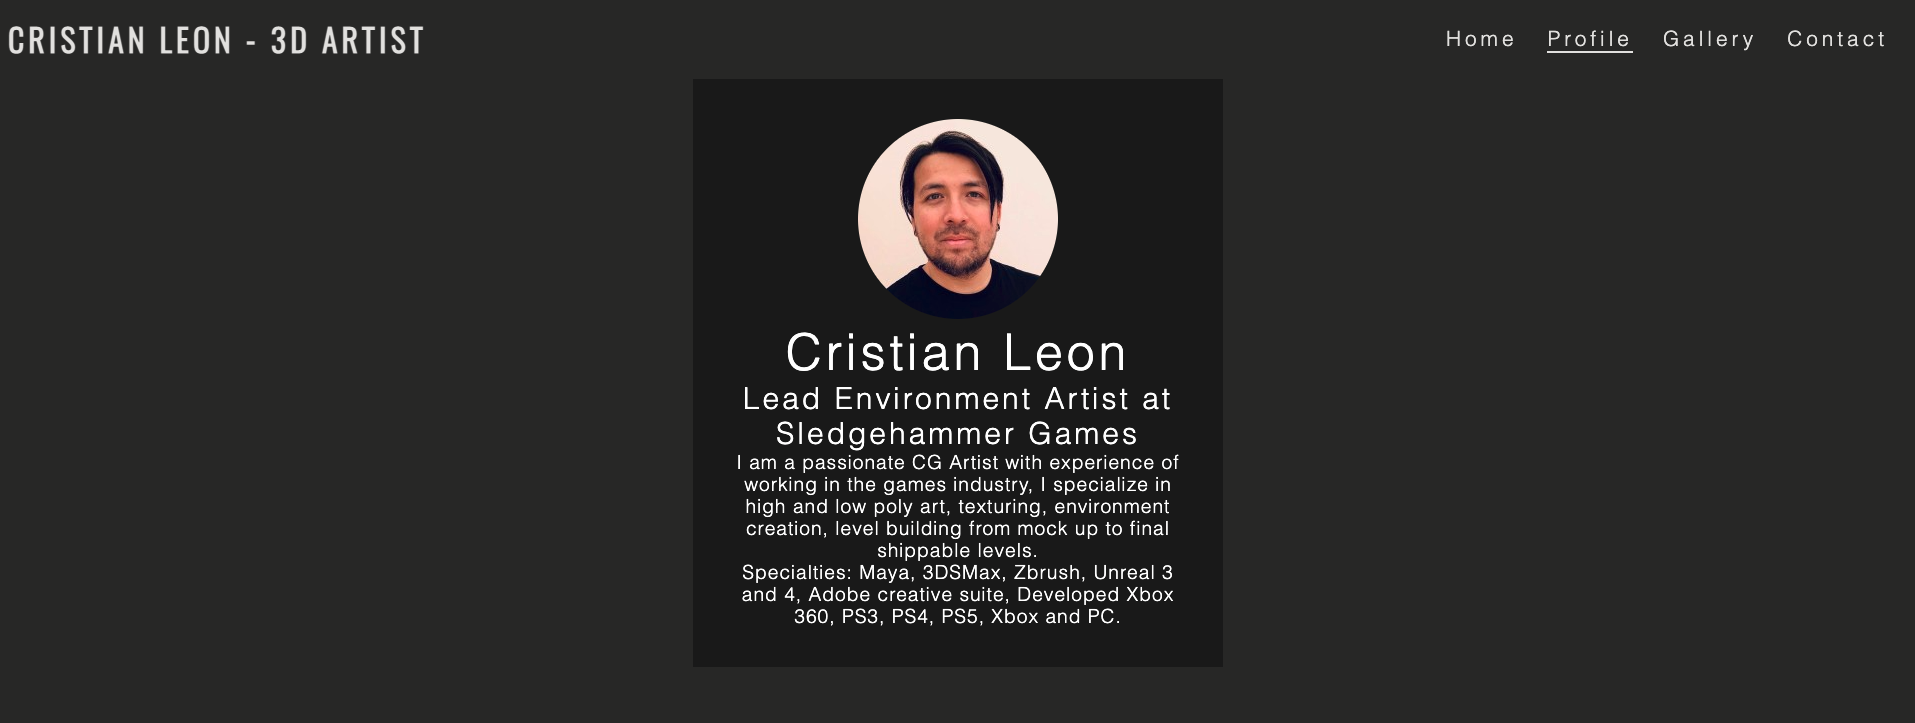 CRISTIAN LEON - 3D ARTIST
Home Profile Gallery Contact
Cristian Leon
Lead Environment Artist at
Sledgehammer Games
I am a passionate CG Artist with experience of
working in the games industry, I specialize in
high and low poly art, texturing, environment
creation, level building from mock up to final
shippable levels.
Specialties: Maya, 3DSMax, Zbrush, Unreal 3
and 4, Adobe creative suite, Developed Xbox
360, PS3, PS4, PS5, Xbox and PC.